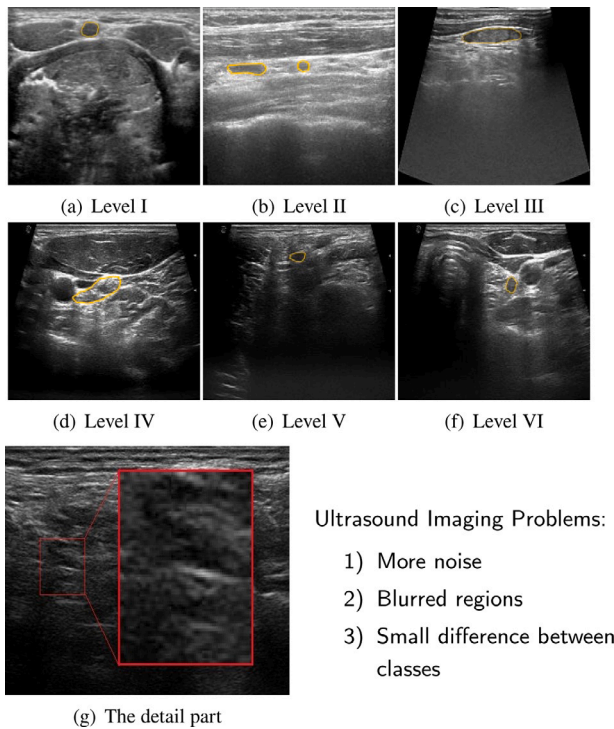 (a) Level I
(b) Level II
(c) Level III
(d) Level IV
(e) Level V
(f) Level VI
Ultrasound Imaging Problems:
1) More noise
2) Blurred regions
3) Small difference between
classes
(g) The detail part